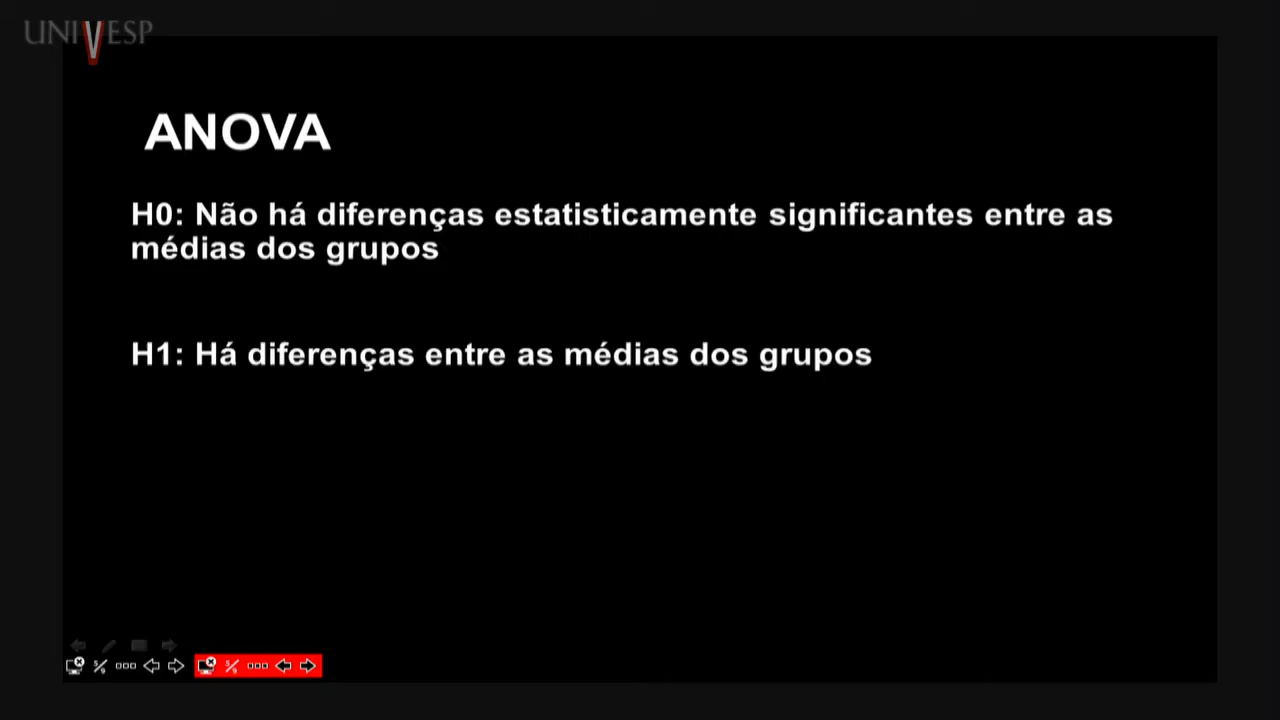 UNIVESP
ANOVA
H0: Não há diferenças estatisticamente significantes entre as
médias dos grupos
H1: Há diferenças entre as médias dos grupos